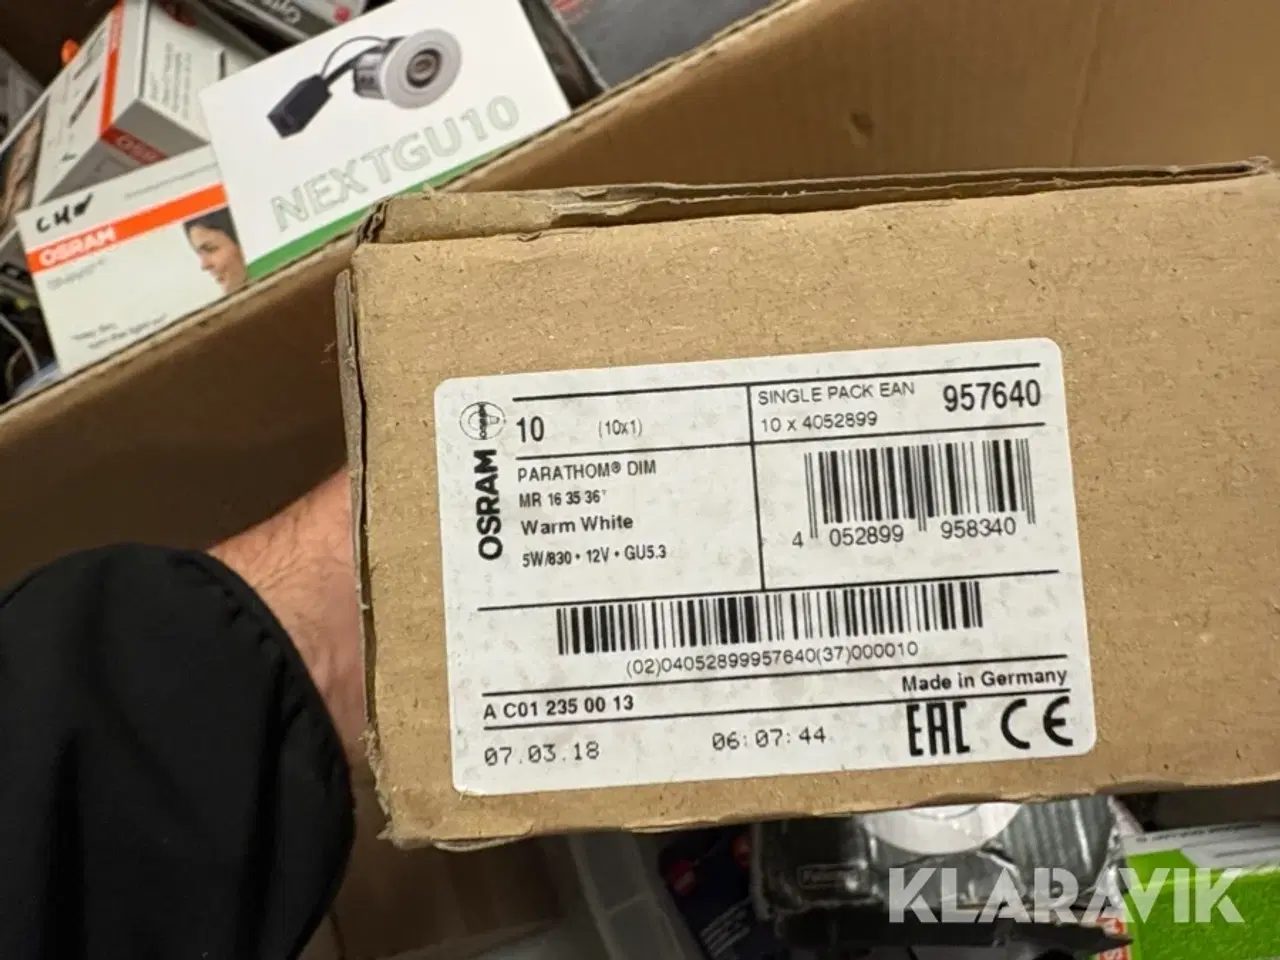 NEXTGU10
CHW
OSRAM
OSRAM
10 (10x1)
PARATHOM® DIM
MR 16 35 36°
Warm White
5W/830 • 12V • GU5.3
SINGLE PACK EAN 957640
10 x 4052899
4 052899 958340
(02)04052899957640(37)000010
Made in Germany
A C01 235 00 13
07.03.18 06:07:44
EAC CE
KLARAVIK